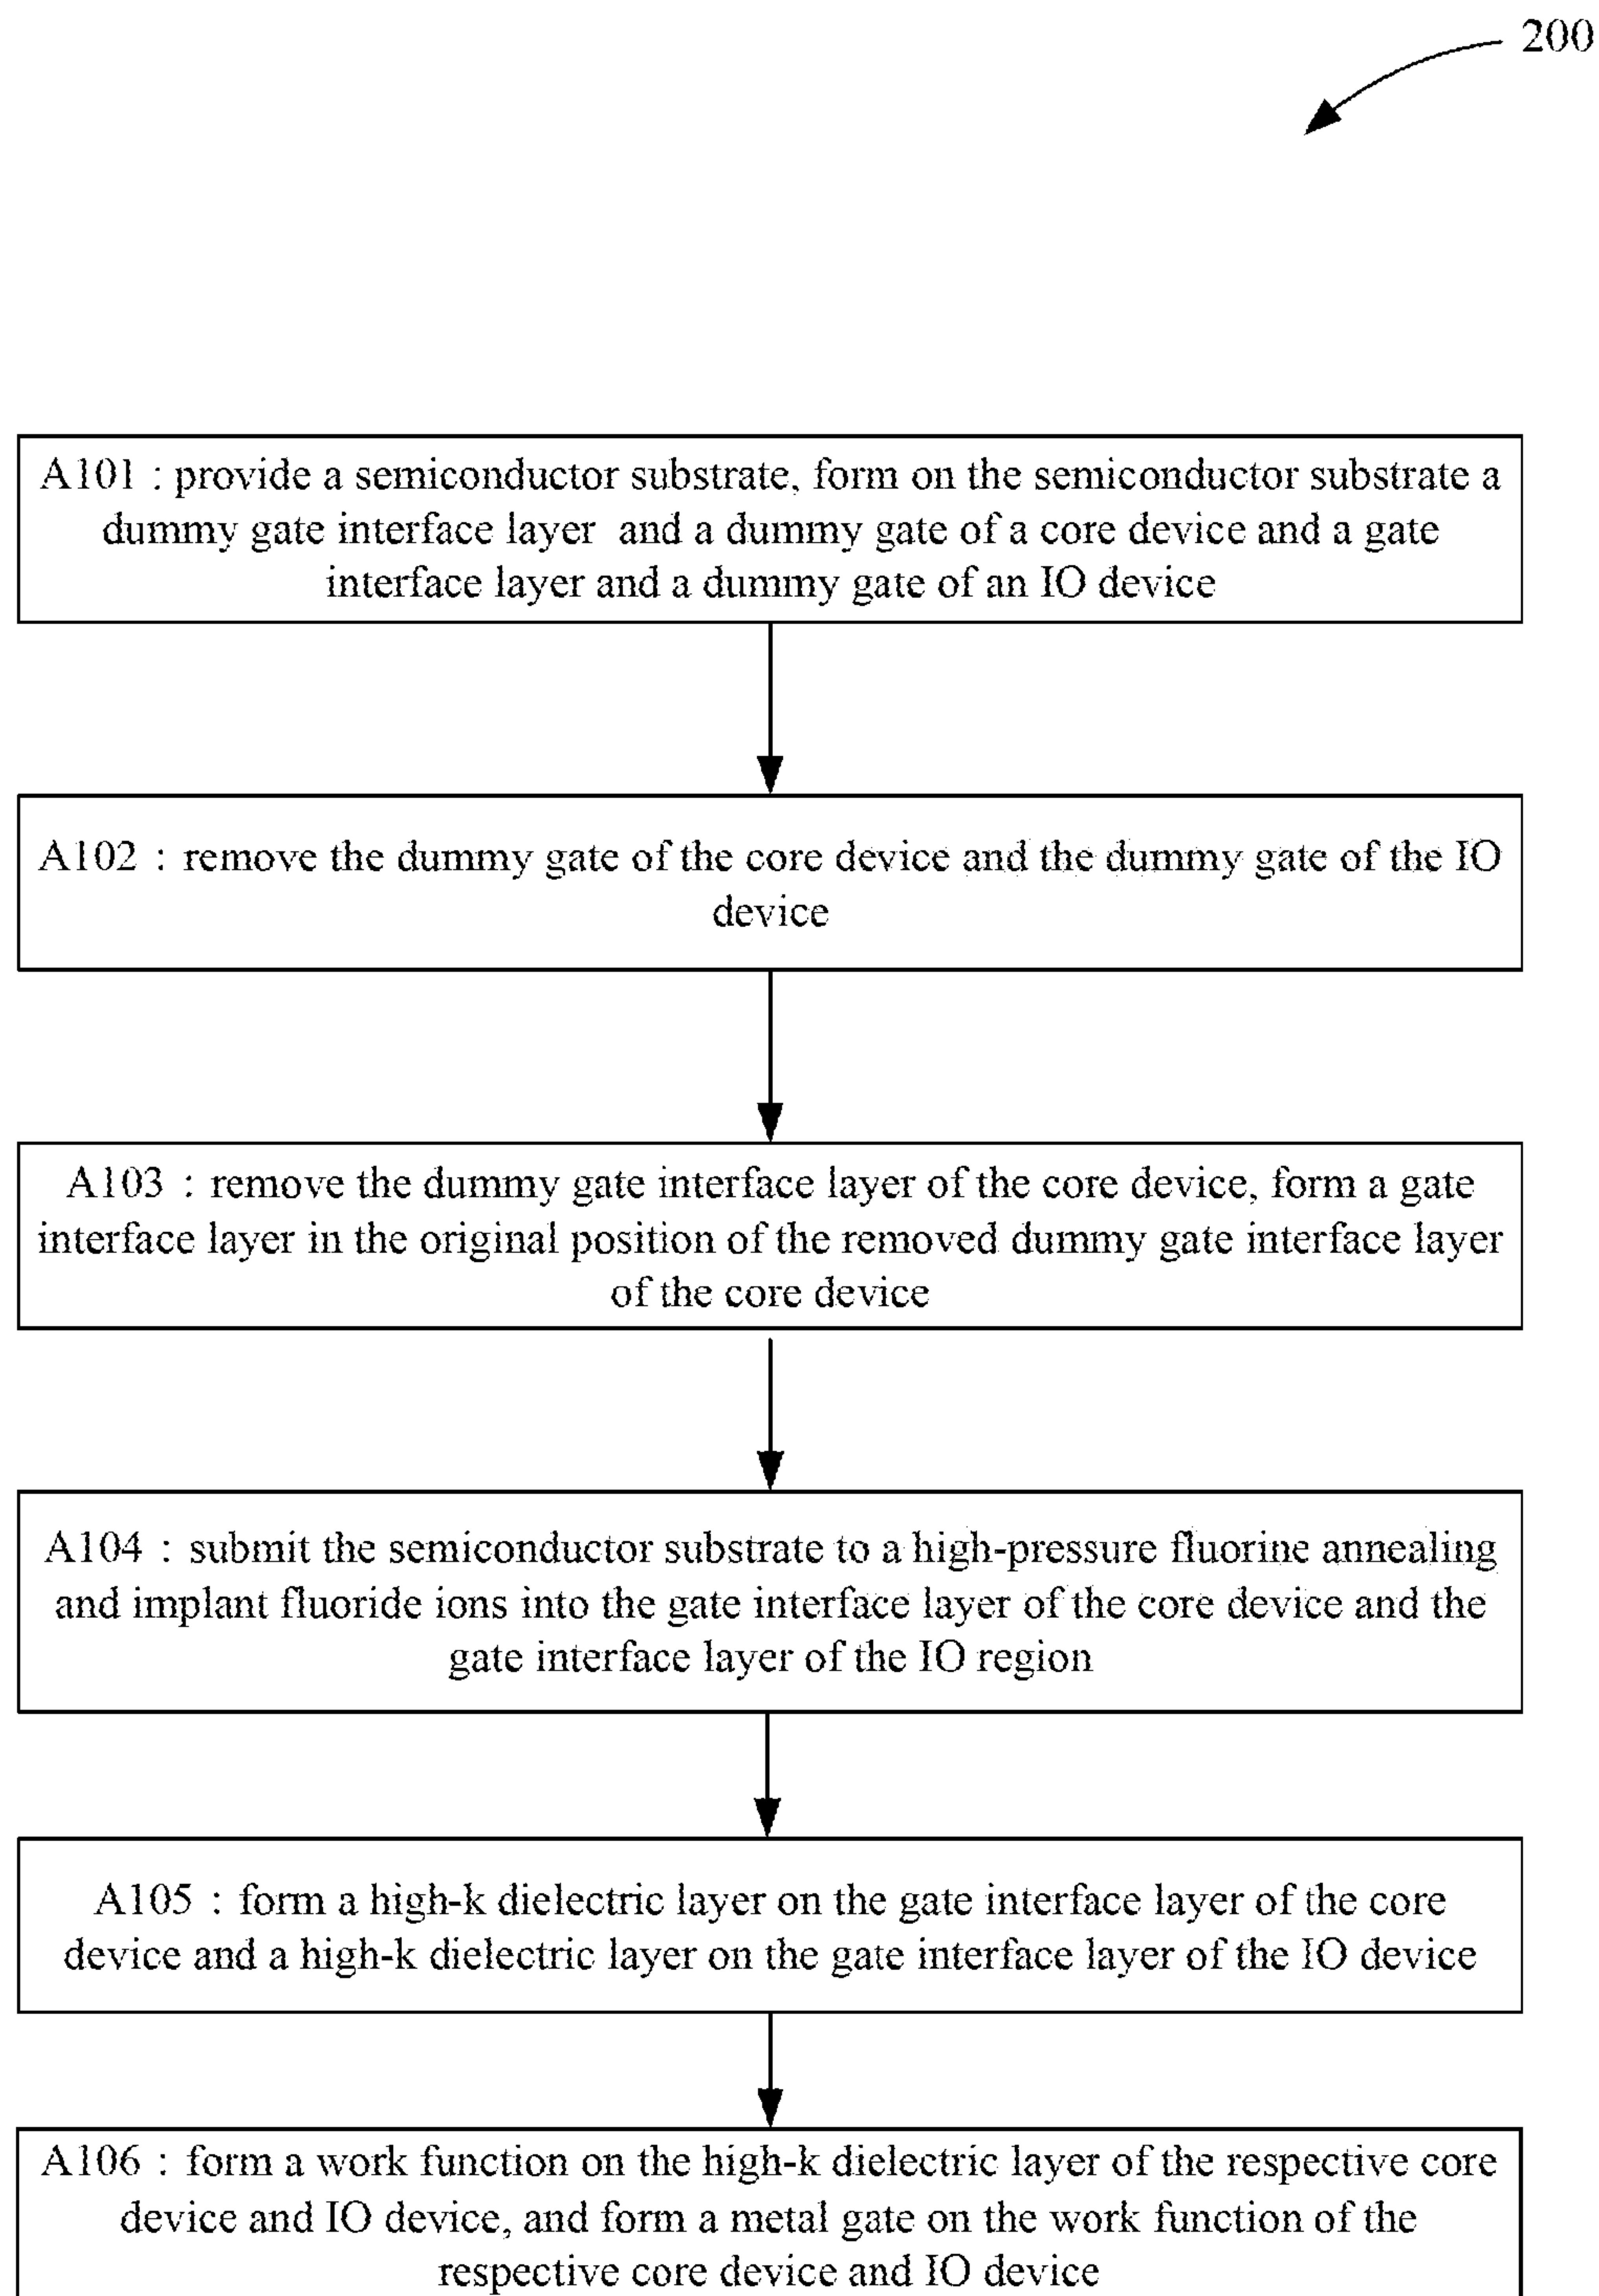 200
A101 : provide a semiconductor substrate, form on the semiconductor substrate a
dummy gate interface layer and a dummy gate of a core device and a gate
interface layer and a dummy gate of an IO device
A102 : remove the dummy gate of the core device and the dummy gate of the IO
device
A103 : remove the dummy gate interface layer of the core device, form a gate
interface layer in the original position of the removed dummy gate interface layer
of the core device
A104 : submit the semiconductor substrate to a high-pressure fluorine annealing
and implant fluoride ions into the gate interface layer of the core device and the
gate interface layer of the IO region
A105 : form a high-k dielectric layer on the gate interface layer of the core
device and a high-k dielectric layer on the gate interface layer of the IO device
A106 : form a work function on the high-k dielectric layer of the respective core
device and IO device, and form a metal gate on the work function of the
respective core device and IO device